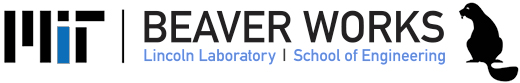 MIT
BEAVER WORKS
Lincoln Laboratory | School of Engineering